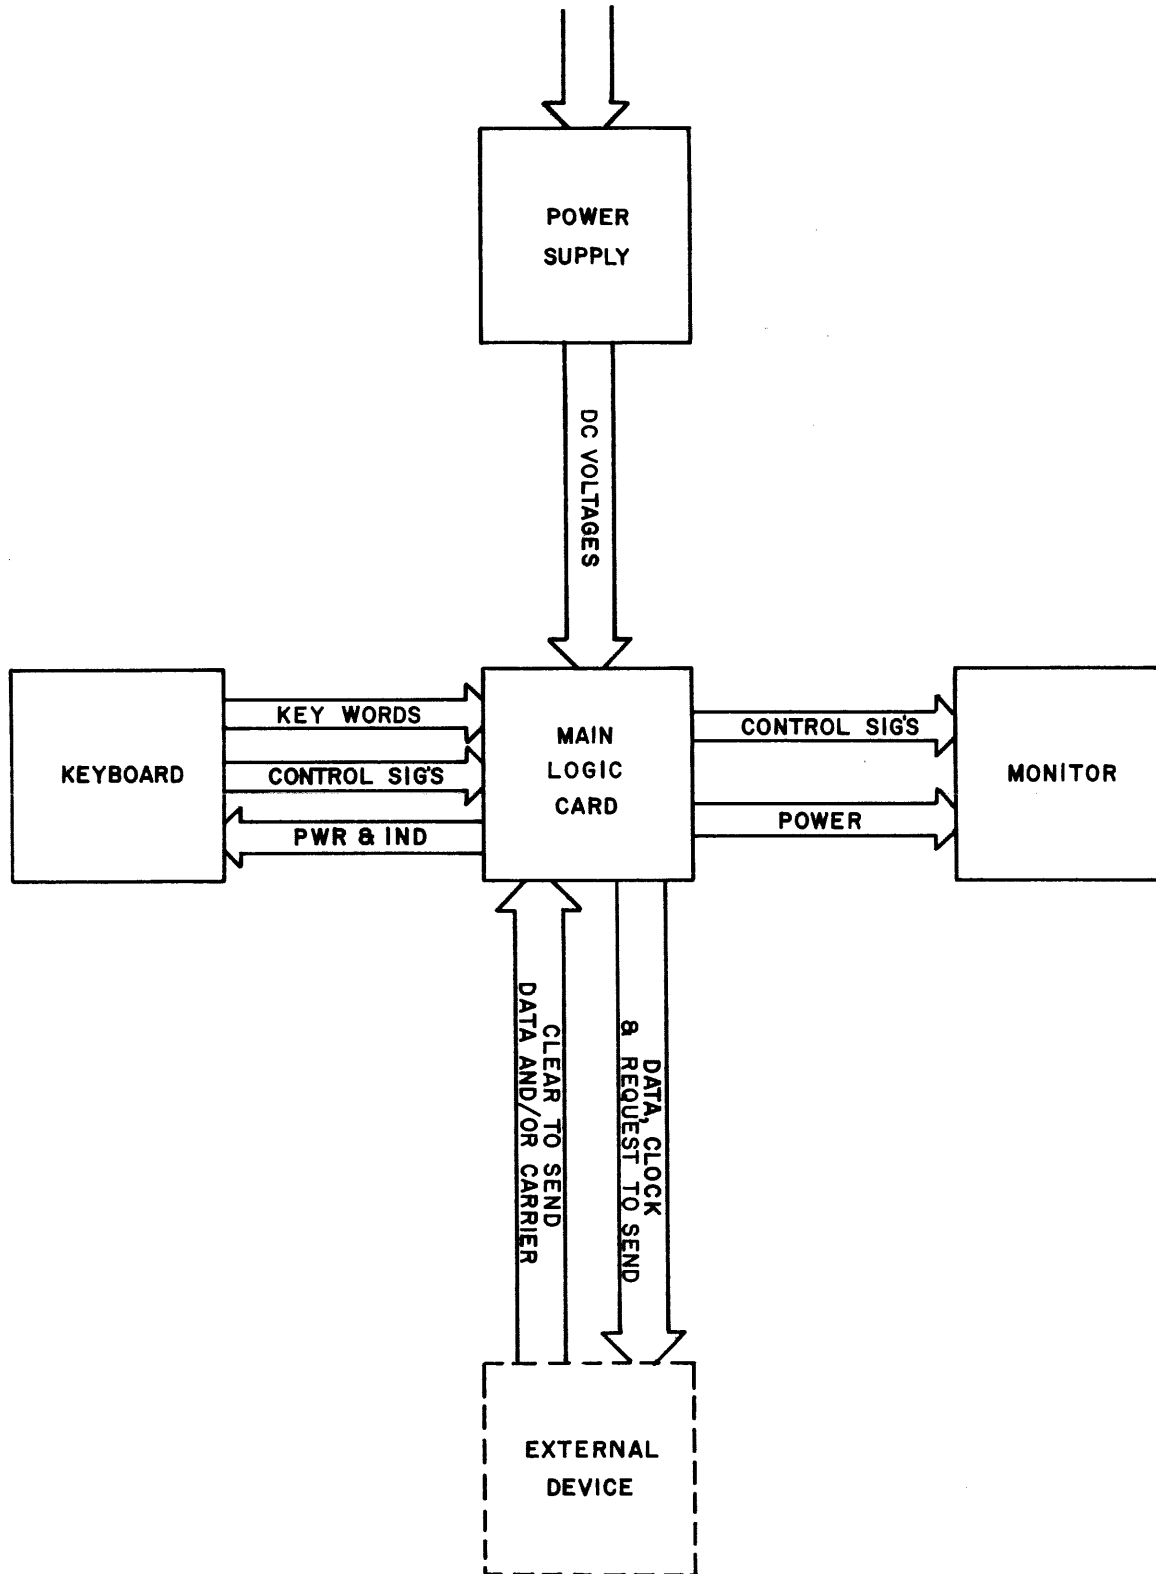 POWER
SUPPLY
DC VOLTAGES
KEYBOARD
KEY WORDS
CONTROL SIG'S
PWR & IND
MAIN
LOGIC
CARD
CONTROL SIG'S
POWER
MONITOR
CLEAR TO SEND
DATA AND/OR CARRIER
DATA, CLOCK
& REQUEST TO SEND
EXTERNAL
DEVICE